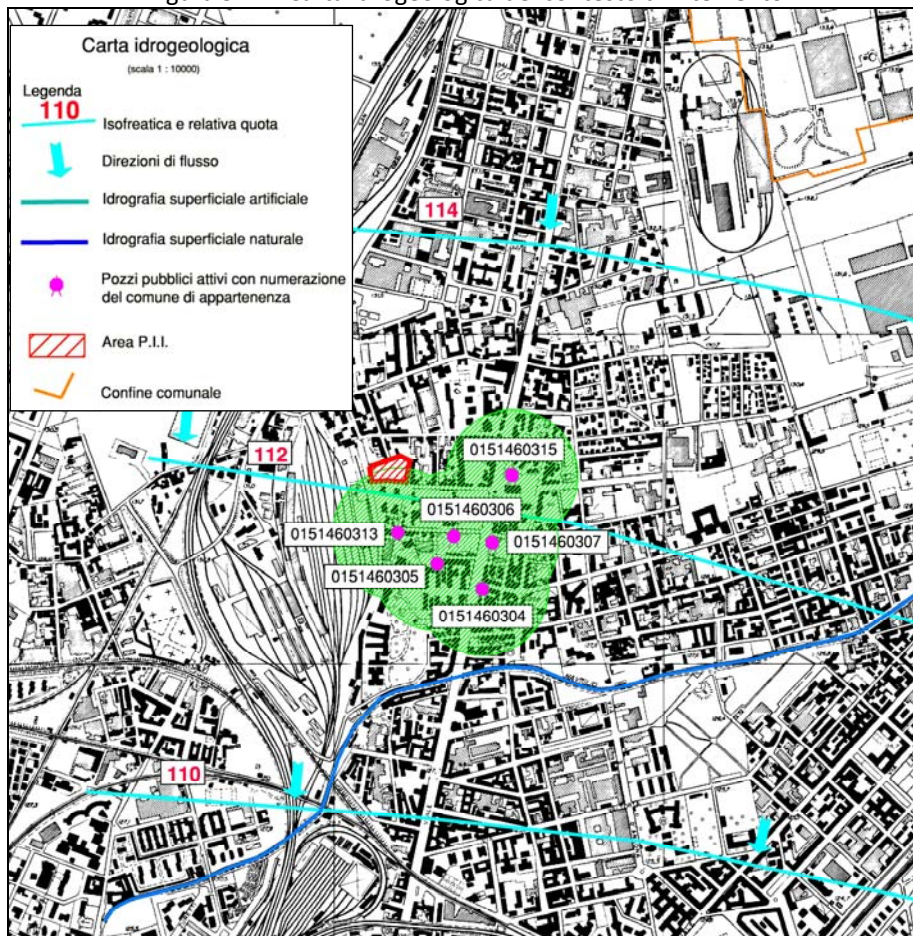 Carta idrogeologica
(scala 1 : 10000)
Legenda
110
Isofreatica e relativa quota
Direzioni di flusso
Idrografia superficiale artificiale
Idrografia superficiale naturale
Pozzi pubblici attivi con numerazione
del comune di appartenenza
Area P.I.I.
Confine comunale
114
112
0151460315
0151460306
0151460313
0151460307
0151460305
0151460304
110